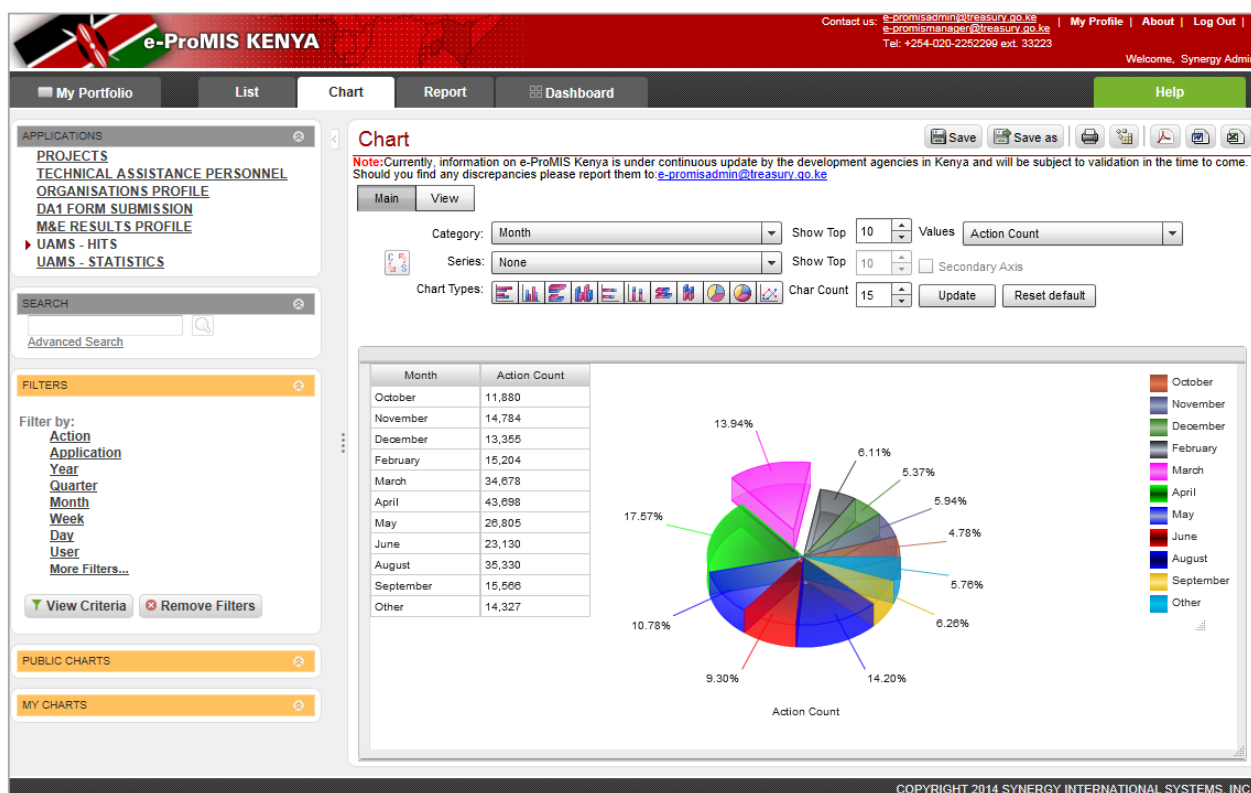 e-ProMIS KENYA
Contact us: e-promisadmin@treasury.go.ke | My Profile | About | Log Out |
e-promismanager@treasury.go.ke
Tel: +254-020-2252299 ext. 33223
Welcome, Synergy Admi
My Portfolio List Chart Report Dashboard Help
APPLICATIONS
PROJECTS
TECHNICAL ASSISTANCE PERSONNEL
ORGANISATIONS PROFILE
DA1 FORM SUBMISSION
M&E RESULTS PROFILE
UAMS - HITS
UAMS - STATISTICS
SEARCH
Advanced Search
FILTERS
Filter by:
Action
Application
Year
Quarter
Month
Week
Day
User
More Filters...
View Criteria Remove Filters
PUBLIC CHARTS
MY CHARTS
Chart
Save Save as
Note:Currently, information on e-ProMIS Kenya is under continuous update by the development agencies in Kenya and will be subject to validation in the time to come.
Should you find any discrepancies please report them to:e-promisadmin@treasury.go.ke
Main View
Category: Month Show Top 10 Values Action Count
Series: None Show Top 10 Secondary Axis
Chart Types: Char Count 15 Update Reset default
Month Action Count
October 11,880
November 14,784
December 13,355
February 15,204
March 34,678
April 43,698
May 26,805
June 23,130
August 35,330
September 15,566
Other 14,327
13.94%
6.11%
5.37%
5.94%
4.78%
5.76%
6.26%
14.20%
9.30%
10.78%
17.57%
Action Count
October
November
December
February
March
April
May
June
August
September
Other
COPYRIGHT 2014 SYNERGY INTERNATIONAL SYSTEMS, INC